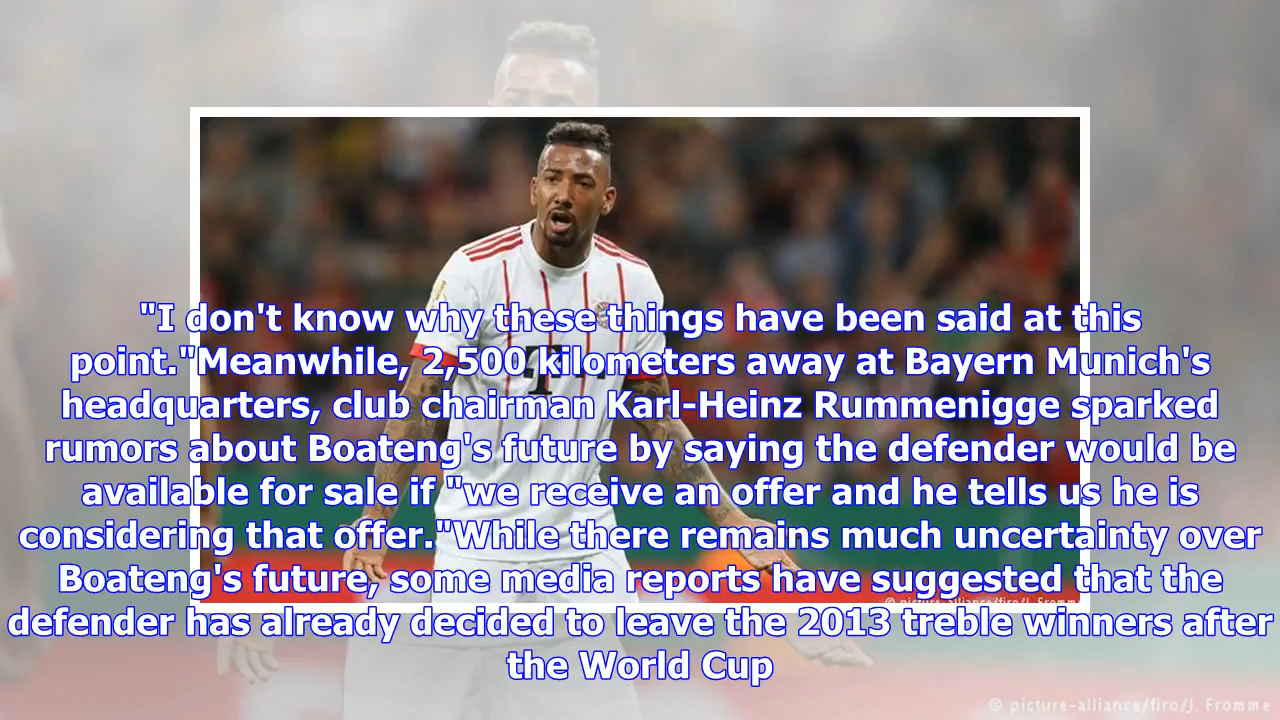 "I don't know why these things have been said at this
point."Meanwhile, 2,500 kilometers away at Bayern Munich's
headquarters, club chairman Karl-Heinz Rummenigge sparked
rumors about Boateng's future by saying the defender would be
available for sale if "we receive an offer and he tells us he is
considering that offer."While there remains much uncertainty over
Boateng's future, some media reports have suggested that the
defender has already decided to leave the 2013 treble winners after
the World Cup
T
© picture-alliance/firo/J. Fromme
© picture-alliance/firo/J. Fromme